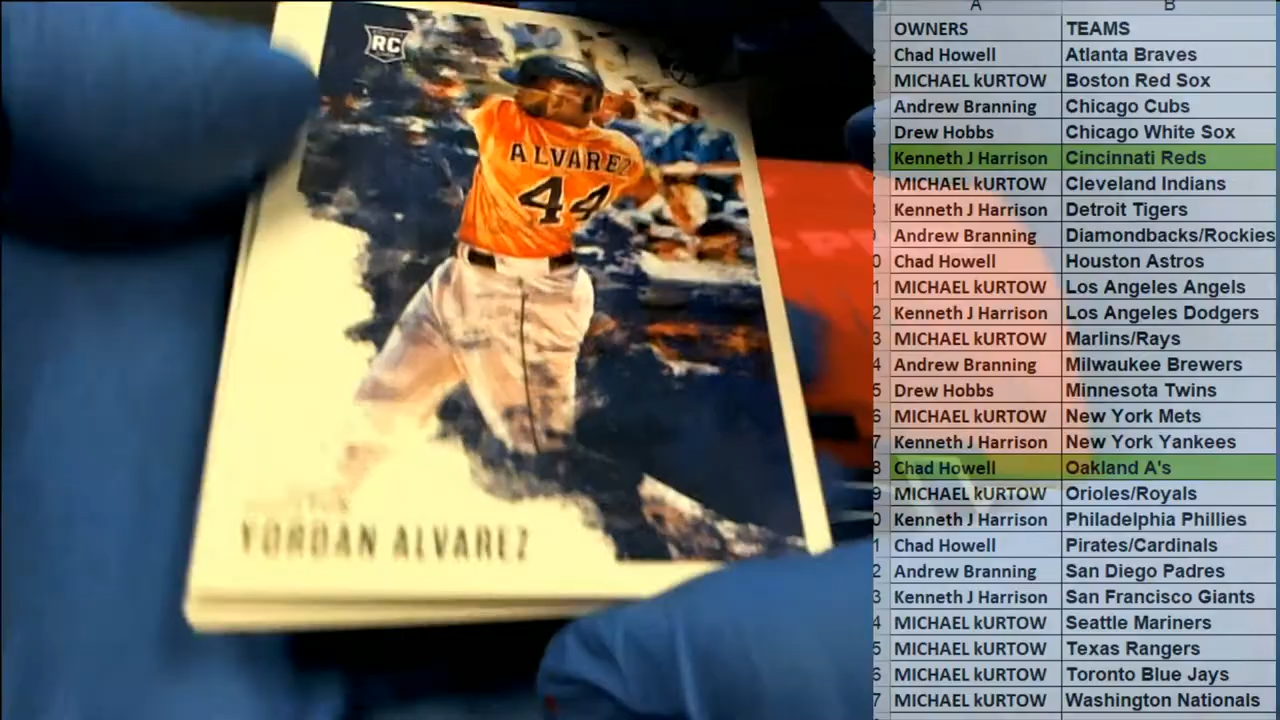 RC
ALVAREZ
44
YORDAN ALVAREZ
A B
OWNERS TEAMS
Chad Howell Atlanta Braves
MICHAEL kURTOW Boston Red Sox
Andrew Branning Chicago Cubs
Drew Hobbs Chicago White Sox
Kenneth J Harrison Cincinnati Reds
MICHAEL kURTOW Cleveland Indians
Kenneth J Harrison Detroit Tigers
Andrew Branning Diamondbacks/Rockies
Chad Howell Houston Astros
MICHAEL kURTOW Los Angeles Angels
Kenneth J Harrison Los Angeles Dodgers
MICHAEL kURTOW Marlins/Rays
Andrew Branning Milwaukee Brewers
Drew Hobbs Minnesota Twins
MICHAEL kURTOW New York Mets
Kenneth J Harrison New York Yankees
Chad Howell Oakland A's
MICHAEL kURTOW Orioles/Royals
Kenneth J Harrison Philadelphia Phillies
Chad Howell Pirates/Cardinals
Andrew Branning San Diego Padres
Kenneth J Harrison San Francisco Giants
MICHAEL kURTOW Seattle Mariners
MICHAEL kURTOW Texas Rangers
MICHAEL kURTOW Toronto Blue Jays
MICHAEL kURTOW Washington Nationals